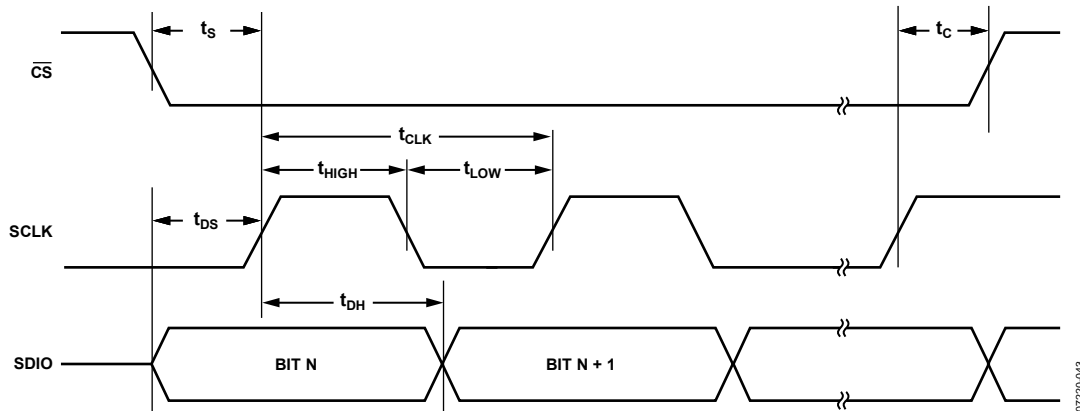 tS
tC
CS
tCLK
tHIGH
tLOW
tDS
SCLK
tDH
SDIO
BIT N
BIT N + 1
07220-043